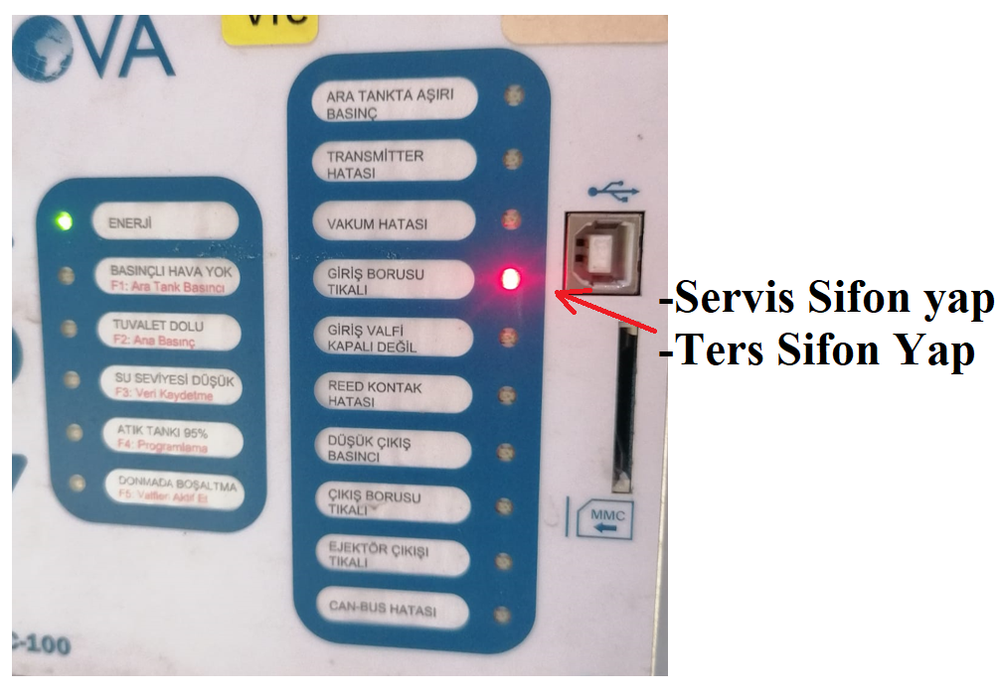 VTC
OVA
ENERJİ
BASINÇLI HAVA YOK
F1: Ara Tank Basıncı
TUVALET DOLU
F2: Ana Basınç
SU SEVİYESİ DÜŞÜK
F3: Veri Kaydetme
ATIK TANKI 95%
F4: Programlama
DONMADA BOŞALTMA
F5: Valfleri Aktif Et
C-100
ARA TANKTA AŞIRI
BASINÇ
TRANSMİTTER
HATASI
VAKUM HATASI
GİRİŞ BORUSU
TIKALI
GİRİŞ VALFİ
KAPALI DEĞİL
REED KONTAK
HATASI
DÜŞÜK ÇIKIŞ
BASINCI
ÇIKIŞ BORUSU
TIKALI
EJEKTÖR ÇIKIŞI
TIKALI
CAN-BUS HATASI
MMC
-Servis Sifon yap
-Ters Sifon Yap